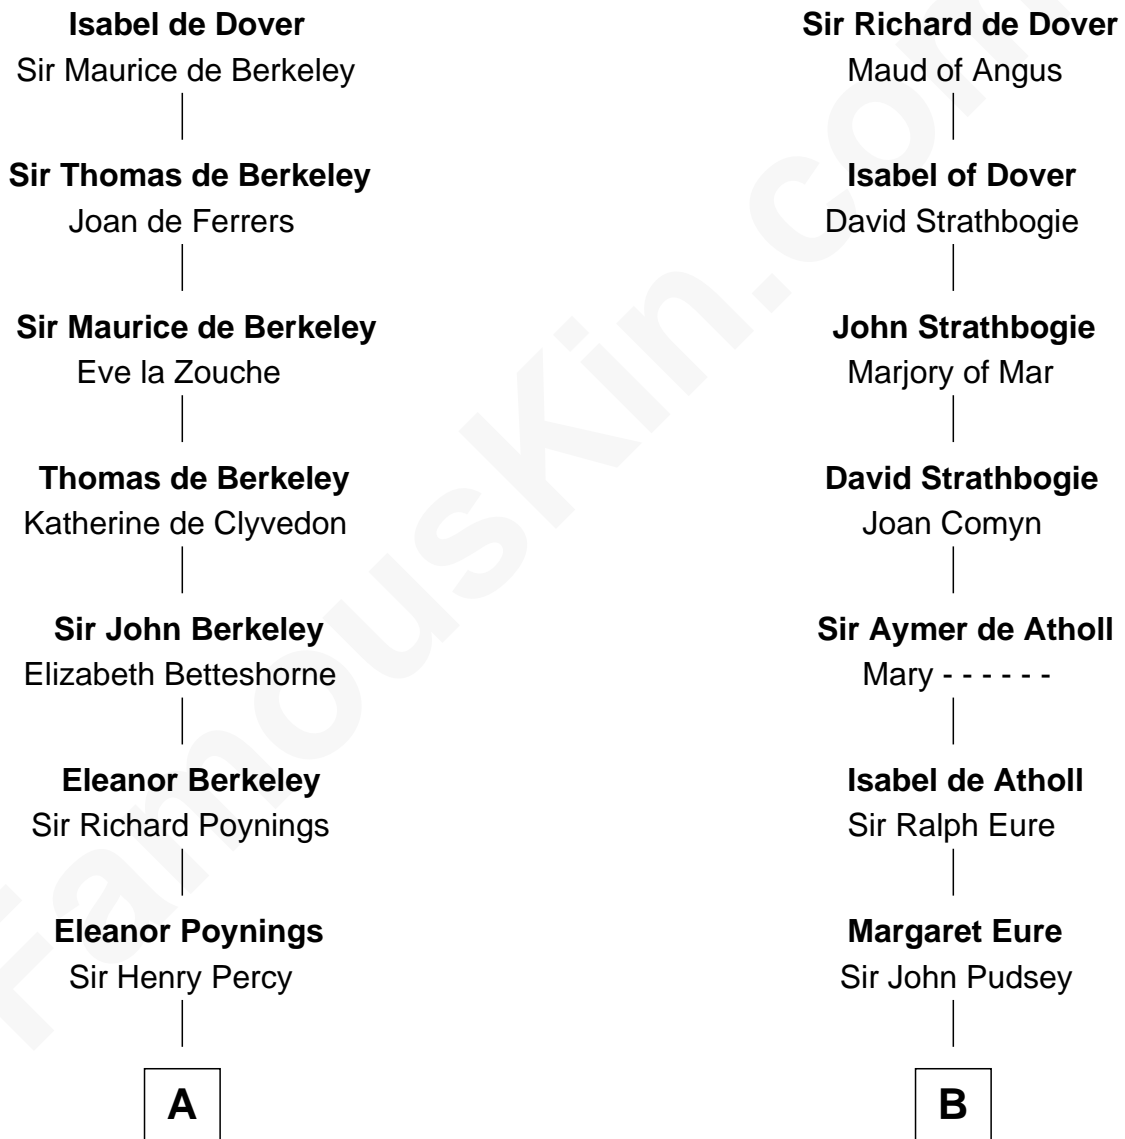 Isabel de Dover
Sir Maurice de Berkeley
Sir Thomas de Berkeley
Joan de Ferrers
Sir Maurice de Berkeley
Eve la Zouche
Thomas de Berkeley
Katherine de Clyvedon
Sir John Berkeley
Elizabeth Betteshorne
Eleanor Berkeley
Sir Richard Poynings
Eleanor Poynings
Sir Henry Percy
A
Sir Richard de Dover
Maud of Angus
Isabel of Dover
David Strathbogie
John Strathbogie
Marjory of Mar
David Strathbogie
Joan Comyn
Sir Aymer de Atholl
Mary - - - - - -
Isabel de Atholl
Sir Ralph Eure
Margaret Eure
Sir John Pudsey
B
FamousKin.com